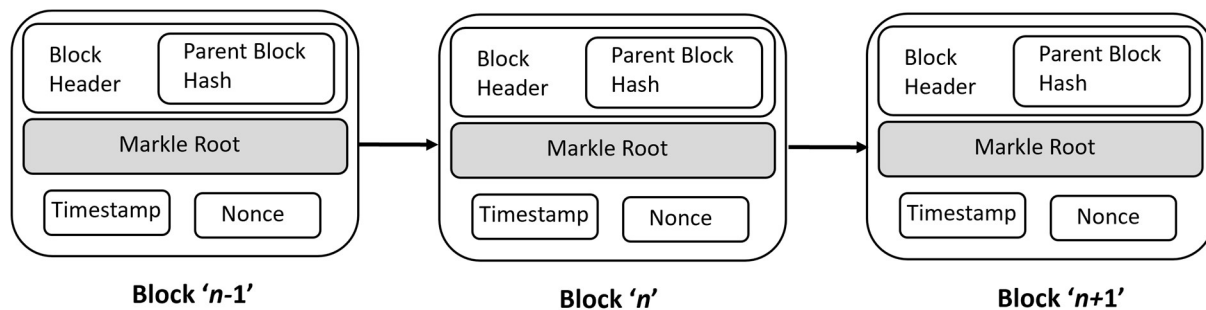 Block
Header
Parent Block
Hash
Markle Root
Timestamp
Nonce
Block ‘n-1’
Block
Header
Parent Block
Hash
Markle Root
Timestamp
Nonce
Block ‘n’
Block
Header
Parent Block
Hash
Markle Root
Timestamp
Nonce
Block ‘n+1’